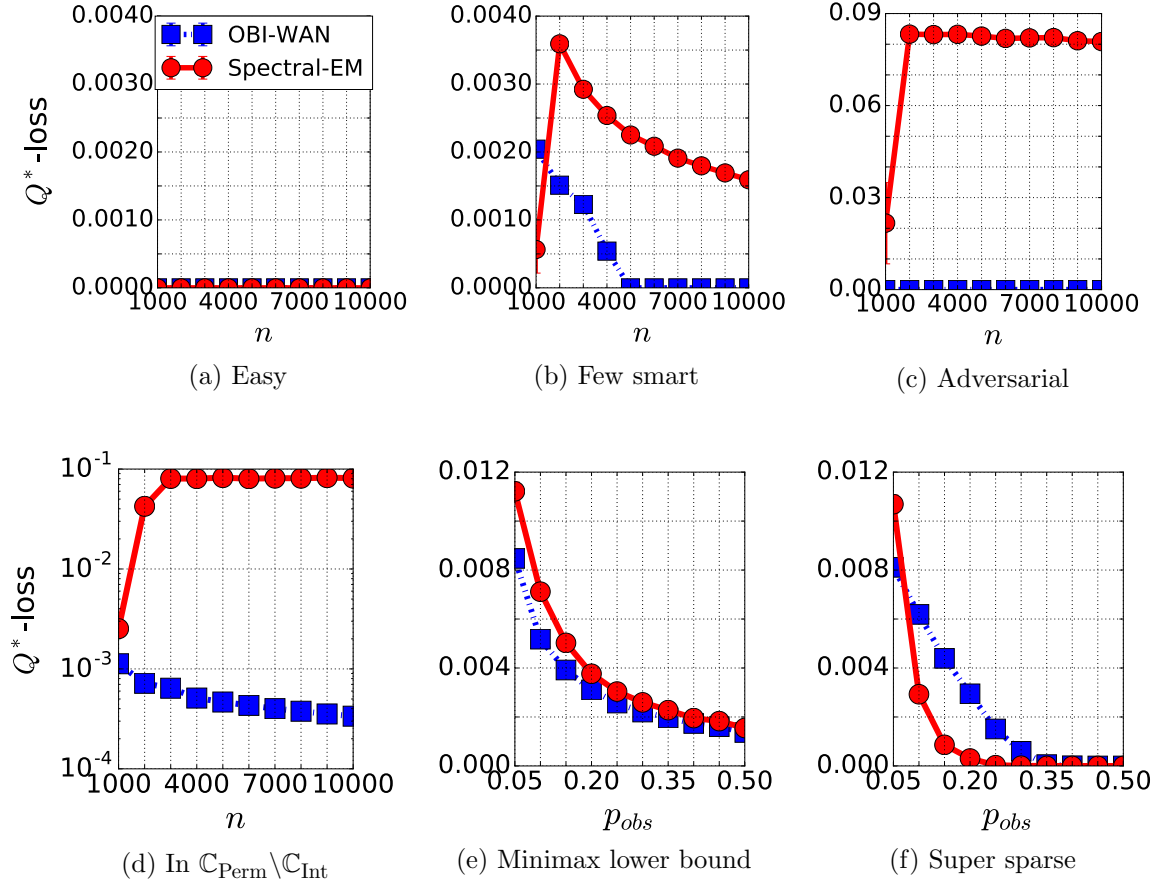 OBI-WAN
Spectral-EM
Q*-loss
0.0040
0.0030
0.0020
0.0010
0.0000
1000 4000 7000 10000
n
(a) Easy
0.0040
0.0030
0.0020
0.0010
0.0000
1000 4000 7000 10000
n
(b) Few smart
0.09
0.06
0.03
0.00
1000 4000 7000 10000
n
(c) Adversarial
Q*-loss
10⁻¹
10⁻²
10⁻³
10⁻⁴
1000 4000 7000 10000
n
(d) In ℂ_Perm\ℂ_Int
0.012
0.008
0.004
0.000
0.05 0.20 0.35 0.50
p_obs
(e) Minimax lower bound
0.012
0.008
0.004
0.000
0.05 0.20 0.35 0.50
p_obs
(f) Super sparse